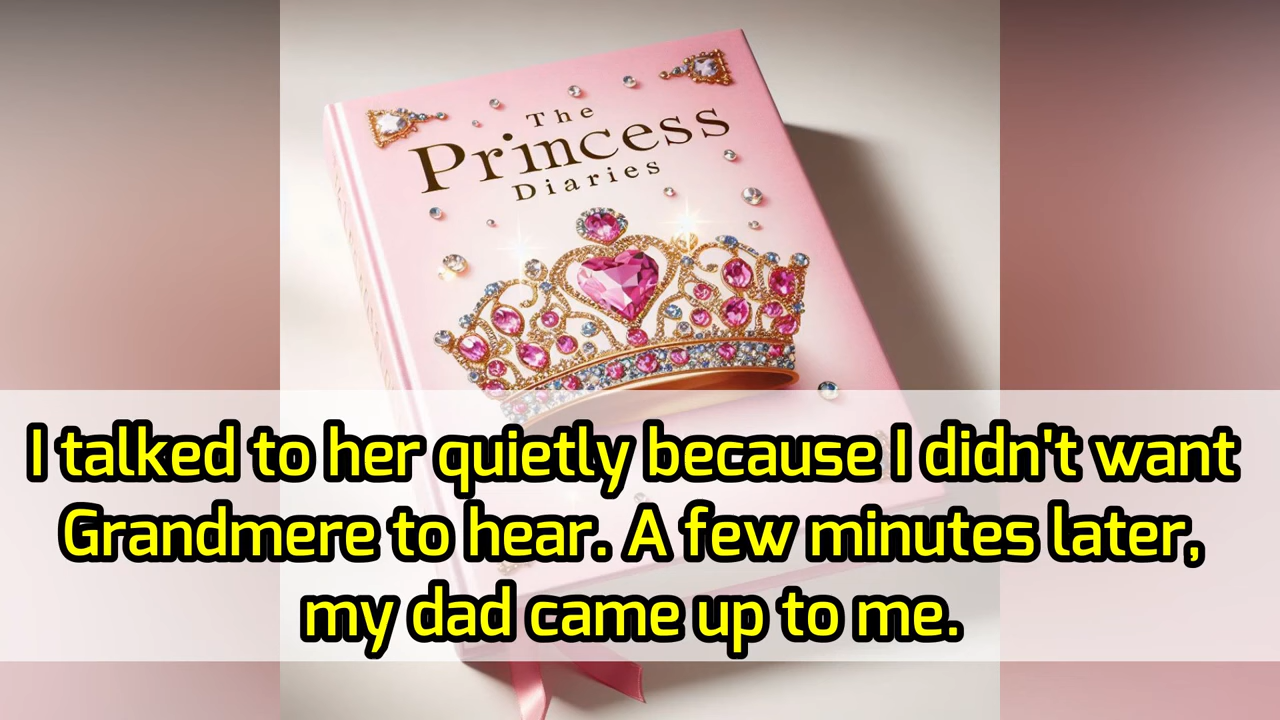 The
Princess
Diaries
I talked to her quietly because I didn't want
Grandmere to hear. A few minutes later,
my dad came up to me.